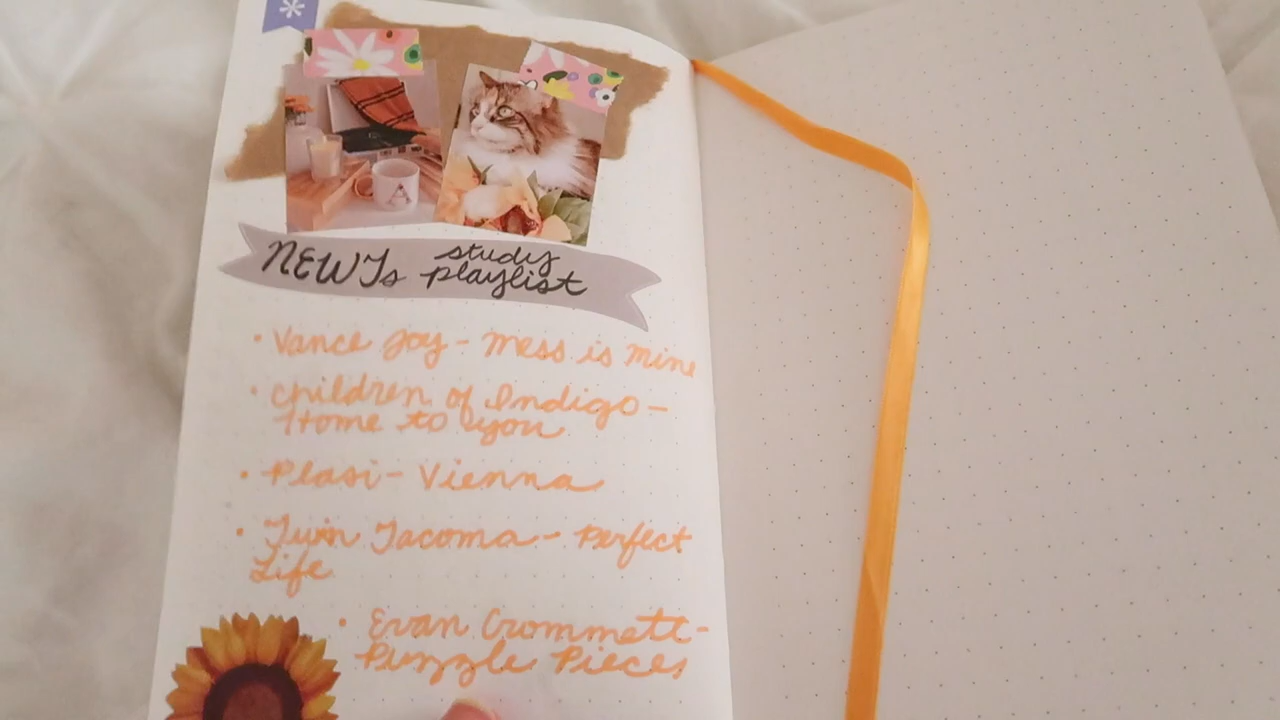 *
A
NEWTs study playlist
• Vance Joy - Mess is Mine
• Children of Indigo -
Home to you
• Plasi - Vienna
• Twin Tacoma - Perfect
Life
• Evan Crommett -
Puzzle Pieces